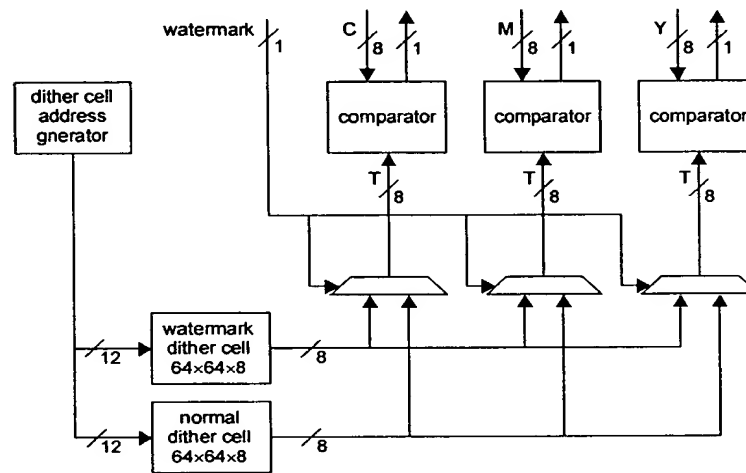 watermark
1
C
8
1
M
8
1
Y
8
1
dither cell
address
gnerator
comparator
comparator
comparator
T
8
T
8
T
8
12
watermark
dither cell
64×64×8
8
12
normal
dither cell
64×64×8
8